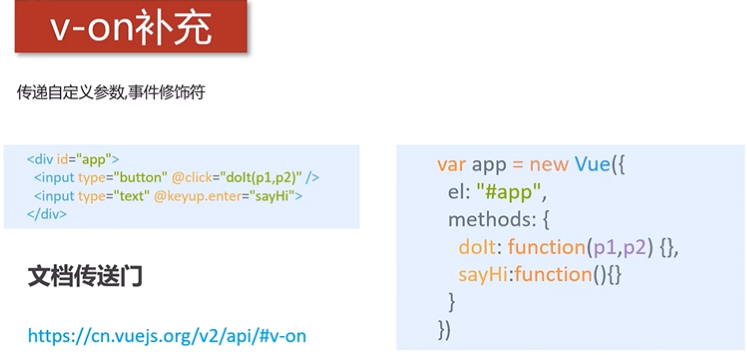 v-on补充
传递自定义参数,事件修饰符
<div id="app">
<input type="button" @click="doIt(p1,p2)" />
<input type="text" @keyup.enter="sayHi">
</div>
文档传送门
https://cn.vuejs.org/v2/api/#v-on
var app = new Vue({
el: "#app",
methods: {
doIt: function(p1,p2) {},
sayHi:function(){}
}
})